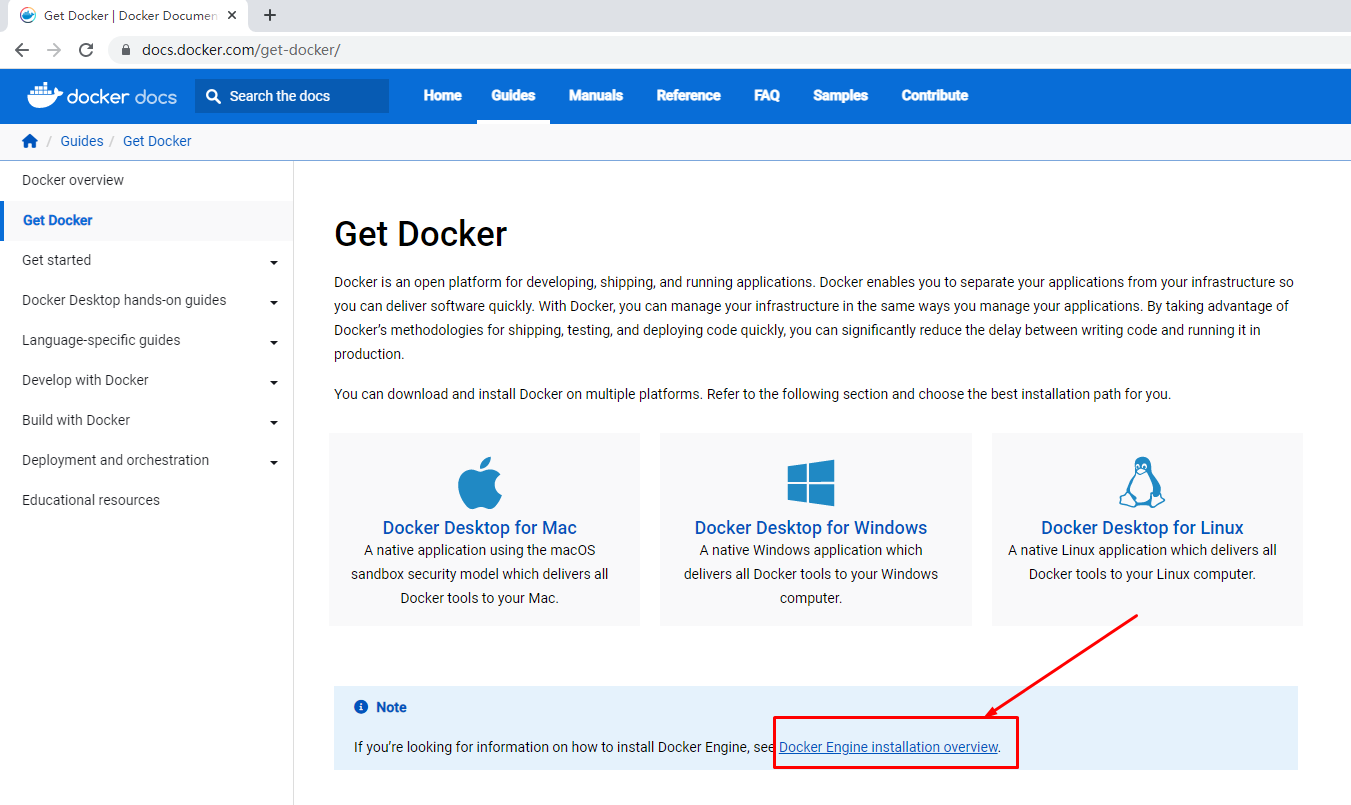 Get Docker | Docker Documen
docs.docker.com/get-docker/
docker docs
Search the docs
Home Guides Manuals Reference FAQ Samples Contribute
/ Guides / Get Docker
Docker overview
Get Docker
Get started
Docker Desktop hands-on guides
Language-specific guides
Develop with Docker
Build with Docker
Deployment and orchestration
Educational resources
Get Docker
Docker is an open platform for developing, shipping, and running applications. Docker enables you to separate your applications from your infrastructure so
you can deliver software quickly. With Docker, you can manage your infrastructure in the same ways you manage your applications. By taking advantage of
Docker’s methodologies for shipping, testing, and deploying code quickly, you can significantly reduce the delay between writing code and running it in
production.
You can download and install Docker on multiple platforms. Refer to the following section and choose the best installation path for you.
Docker Desktop for Mac
A native application using the macOS
sandbox security model which delivers all
Docker tools to your Mac.
Docker Desktop for Windows
A native Windows application which
delivers all Docker tools to your Windows
computer.
Docker Desktop for Linux
A native Linux application which delivers all
Docker tools to your Linux computer.
Note
If you’re looking for information on how to install Docker Engine, see Docker Engine installation overview.